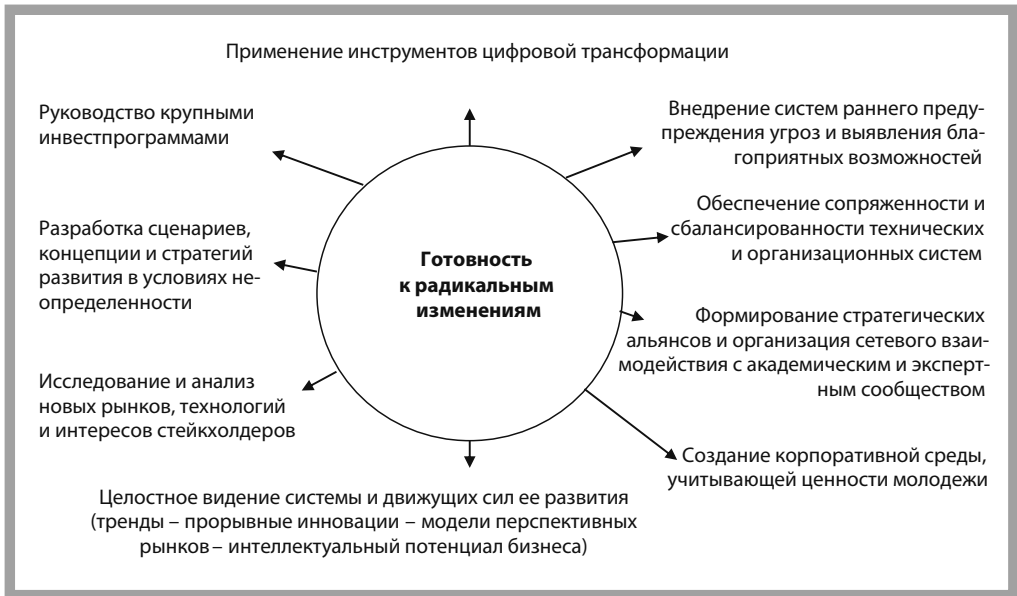 Применение инструментов цифровой трансформации
Руководство крупными
инвестпрограммами
Внедрение систем раннего преду-
преждения угроз и выявления бла-
гоприятных возможностей
Разработка сценариев,
концепции и стратегий
развития в условиях не-
определенности
Готовность
к радикальным
изменениям
Обеспечение сопряженности и
сбалансированности технических
и организационных систем
Формирование стратегических
альянсов и организация сетевого взаи-
модействия с академическим и эксперт-
ным сообществом
Исследование и анализ
новых рынков, технологий
и интересов стейкхолдеров
Создание корпоративной среды,
учитывающей ценности молодежи
Целостное видение системы и движущих сил ее развития
(тренды – прорывные инновации – модели перспективных
рынков – интеллектуальный потенциал бизнеса)